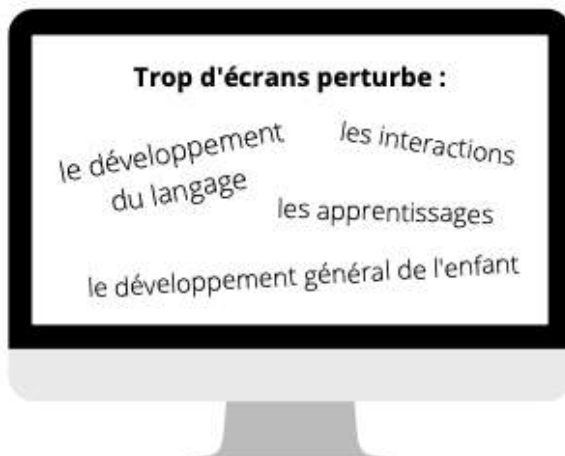 Trop d'écrans perturbe :
le développement
du langage
les interactions
les apprentissages
le développement général de l'enfant